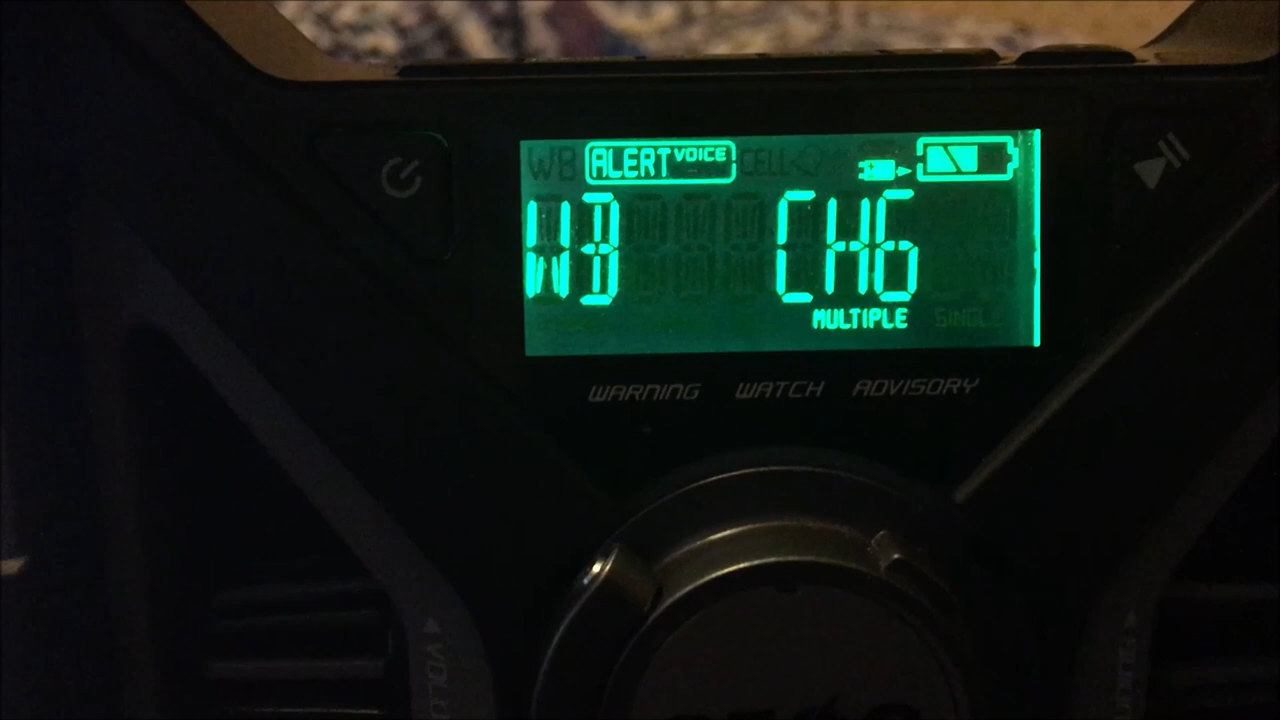 WB ALERT VOICE CELL
WB CH6
MULTIPLE SINGLE
WARNING WATCH ADVISORY